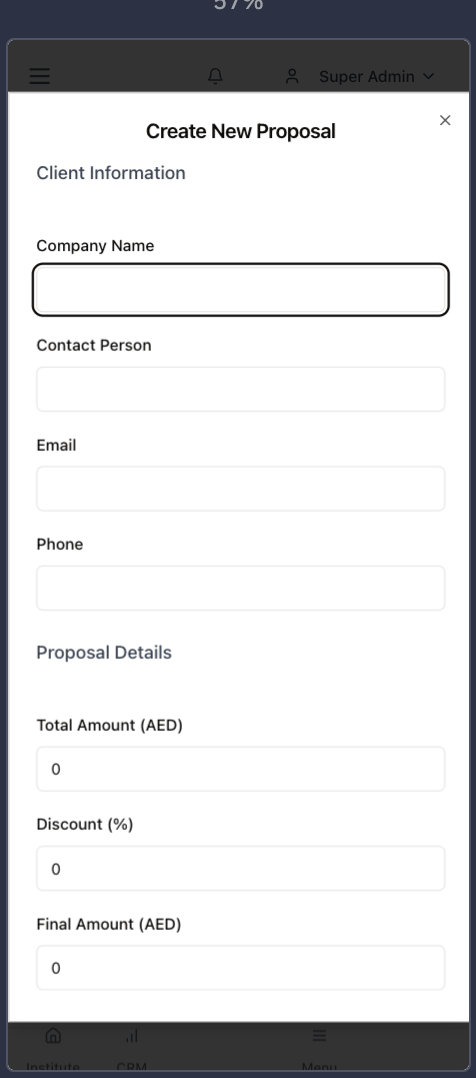 57%
Super Admin
Create New Proposal
Client Information
Company Name
Contact Person
Email
Phone
Proposal Details
Total Amount (AED)
0
Discount (%)
0
Final Amount (AED)
0
Institute CRM Menu